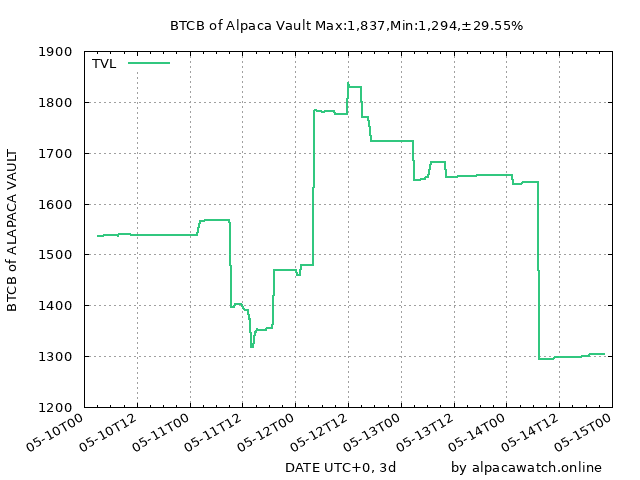 BTCB of Alpaca Vault Max:1,837,Min:1,294,±29.55%
TVL
1900
1800
1700
1600
1500
1400
1300
1200
BTCB of ALAPACA VAULT
05-10T00
05-10T12
05-11T00
05-11T12
05-12T00
05-12T12
05-13T00
05-13T12
05-14T00
05-14T12
05-15T00
DATE UTC+0, 3d
by alpacawatch.online